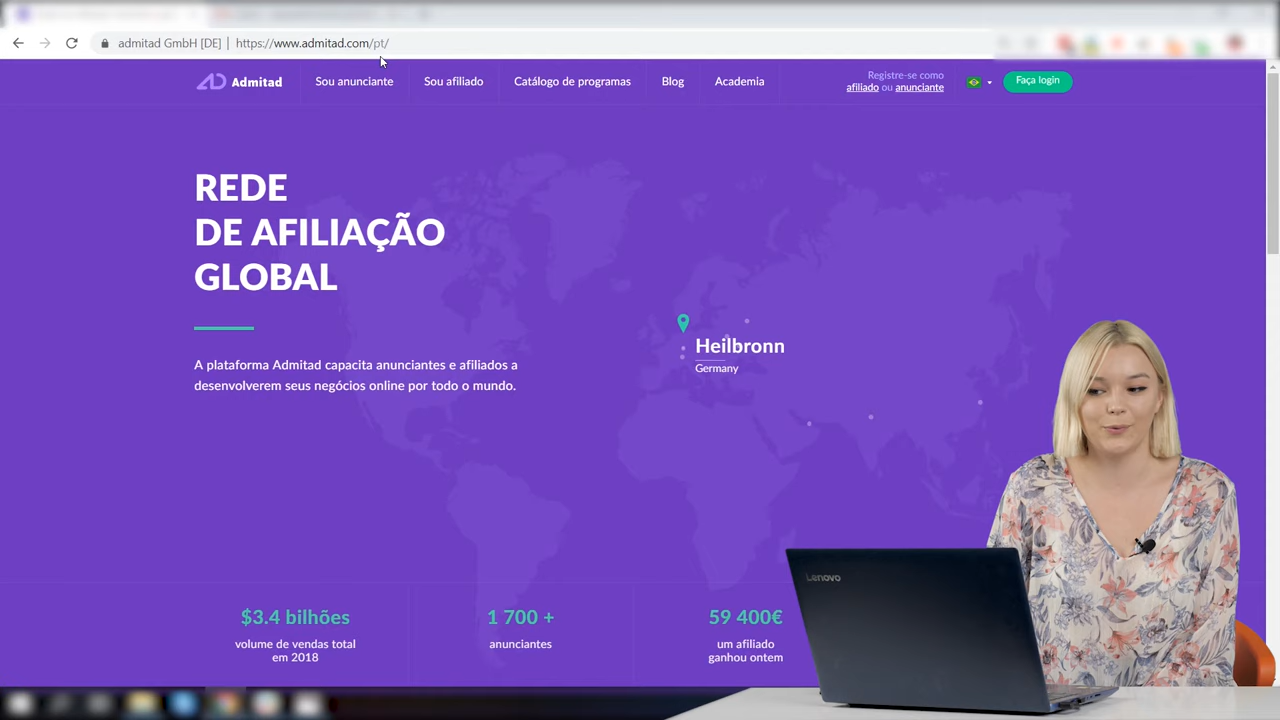 admitad GmbH [DE] | https://www.admitad.com/pt/
Admitad
Sou anunciante
Sou afiliado
Catálogo de programas
Blog
Academia
Registre-se como
afiliado ou anunciante
Faça login
REDE
DE AFILIAÇÃO
GLOBAL
A plataforma Admitad capacita anunciantes e afiliados a
desenvolverem seus negócios online por todo o mundo.
Heilbronn
Germany
$3.4 bilhões
volume de vendas total
em 2018
1 700 +
anunciantes
59 400€
um afiliado
ganhou ontem
Lenovo